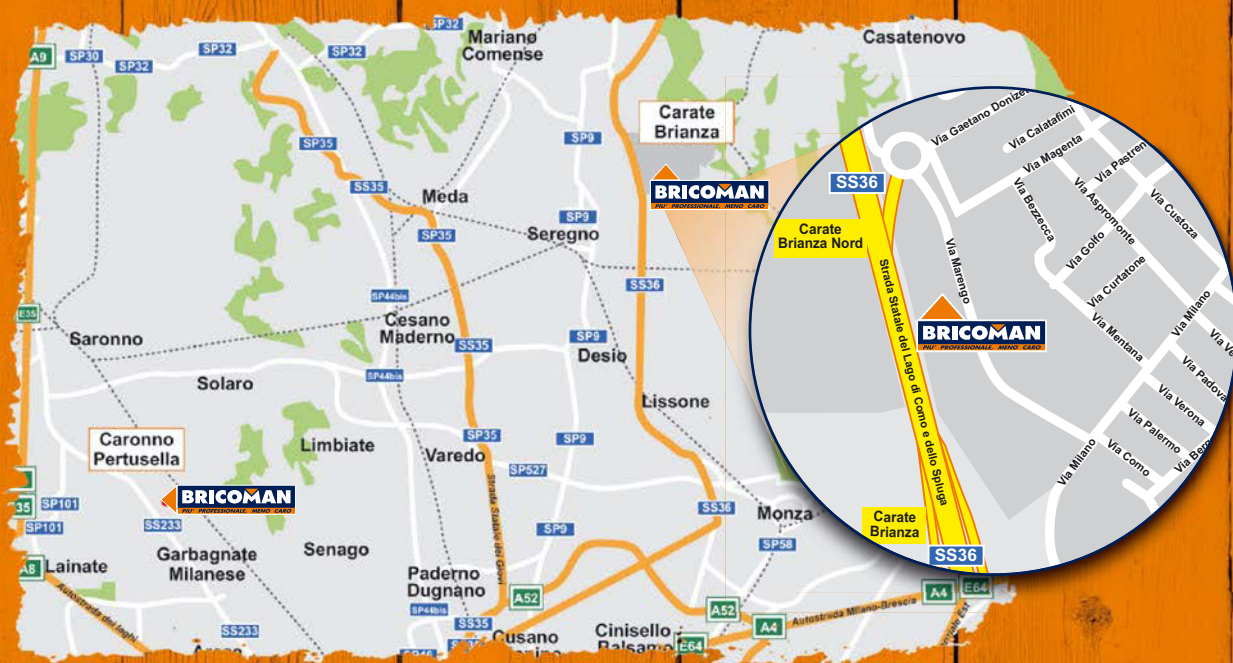 SP32
Mariano
Comense
Casatenovo
A9
SP30
SP32
SP32
SP32
Carate
Brianza
SP9
SP35
SS35
Meda
BRICOMAN
PIU' PROFESSIONALE, MENO CARO
SP9
SP35
Seregno
SS36
SP44bis
E35
Saronno
Cesano
Maderno
SS35
SP9
Desio
SP44bis
Solaro
Lissone
Caronno
Pertusella
Limbiate
SP35
Varedo
SP9
SP527
BRICOMAN
PIU' PROFESSIONALE, MENO CARO
35
SP101
SP101
SS233
Strada Statale dei Giovi
SP9
SS36
Monza
SP58
Garbagnate
Milanese
Senago
A8
Lainate
Autostrada dei laghi
Paderno
Dugnano
SP44bis
A52
SS35
SS233
Cusano
Cinisello
Balsamo
E64
A52
A4
Autostrada Milano-Brescia
A4
E64
Via Gaetano Donizet
Via Calatafimi
Via Magenta
Via Pastren
SS36
Via Bezzecca
Via Aspromonte
Via Custoza
Carate
Brianza Nord
Via Golfo
Via Marengo
Via Curtatone
Strada Statale del Lago di Como e dello Spluga
BRICOMAN
PIU' PROFESSIONALE, MENO CARO
Via Mentana
Via Milano
Via Padova
Via Verona
Via Palermo
Via Como
Via Milano
Carate
Brianza
SS36